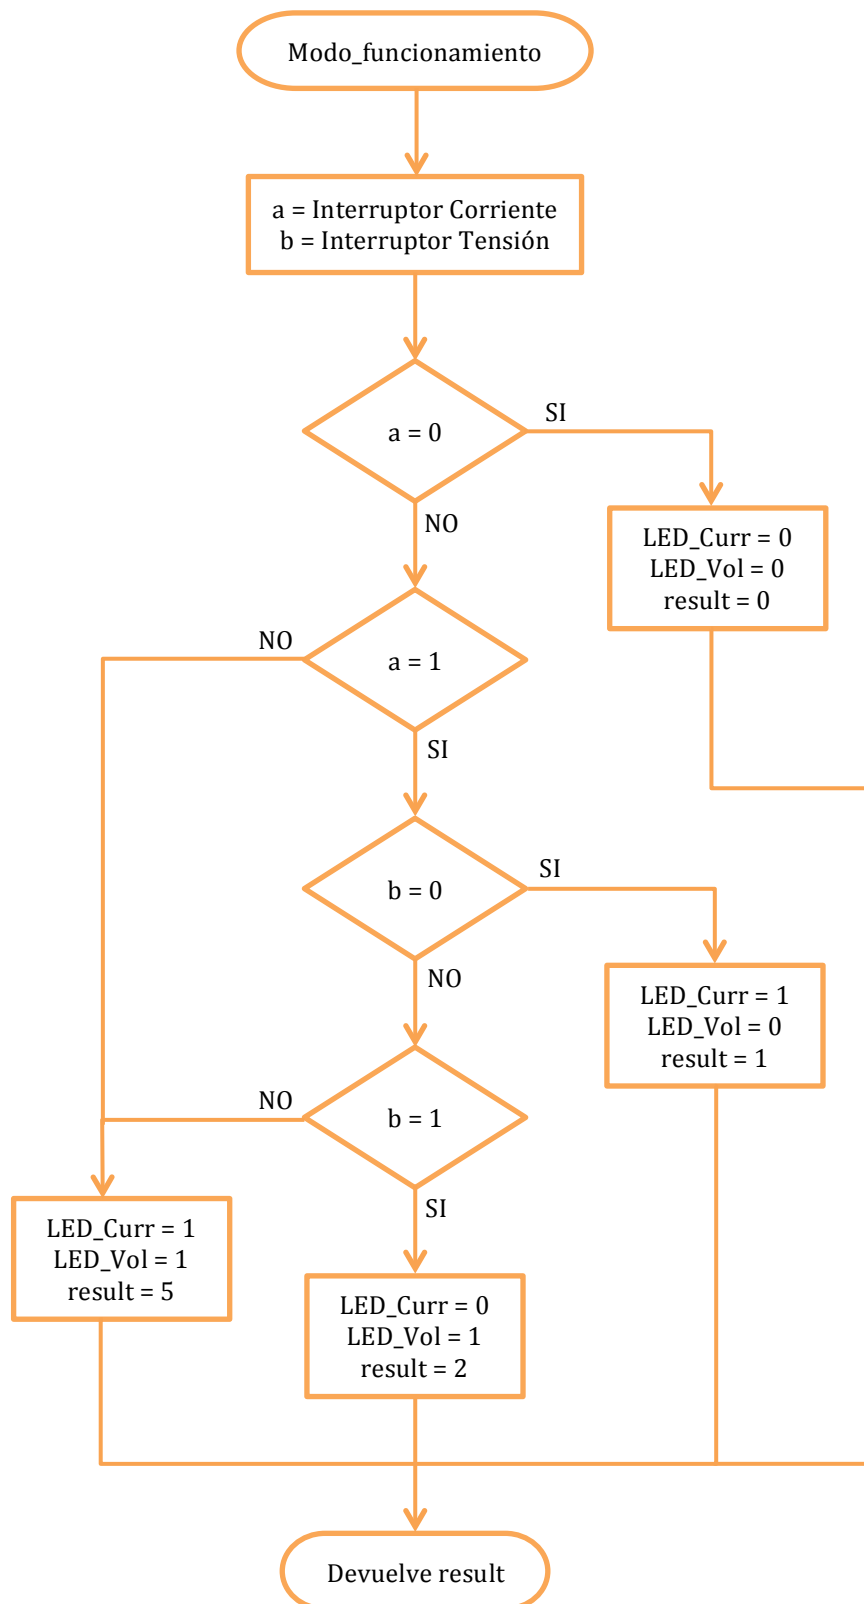 Modo_funcionamiento
a = Interruptor Corriente
b = Interruptor Tensión
a = 0
SI
NO
LED_Curr = 0
LED_Vol = 0
result = 0
a = 1
NO
SI
b = 0
SI
NO
LED_Curr = 1
LED_Vol = 0
result = 1
b = 1
NO
SI
LED_Curr = 1
LED_Vol = 1
result = 5
LED_Curr = 0
LED_Vol = 1
result = 2
Devuelve result